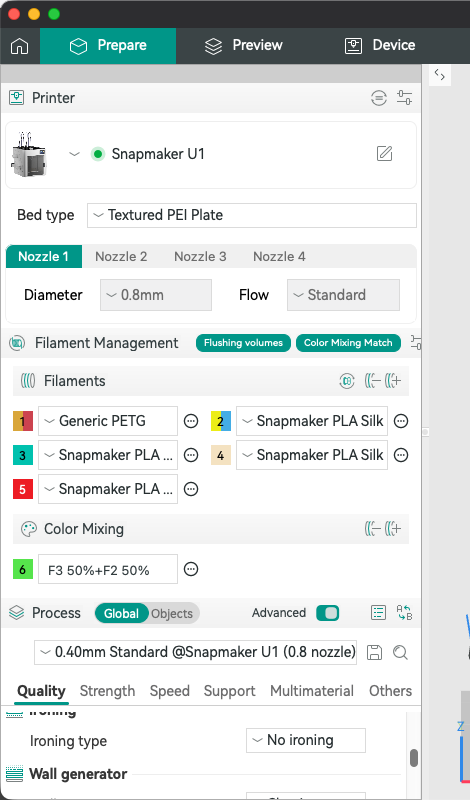 Prepare
Preview
Device
Printer
Snapmaker U1
Bed type
Textured PEI Plate
Nozzle 1
Nozzle 2
Nozzle 3
Nozzle 4
Diameter
0.8mm
Flow
Standard
Filament Management
Flushing volumes
Color Mixing Match
Filaments
1 Generic PETG
2 Snapmaker PLA Silk
3 Snapmaker PLA ...
4 Snapmaker PLA Silk
5 Snapmaker PLA ...
Color Mixing
6 F3 50%+F2 50%
Process
Global
Objects
Advanced
0.40mm Standard @Snapmaker U1 (0.8 nozzle)
Quality
Strength
Speed
Support
Multimaterial
Others
Ironing
Ironing type
No ironing
Wall generator
Z